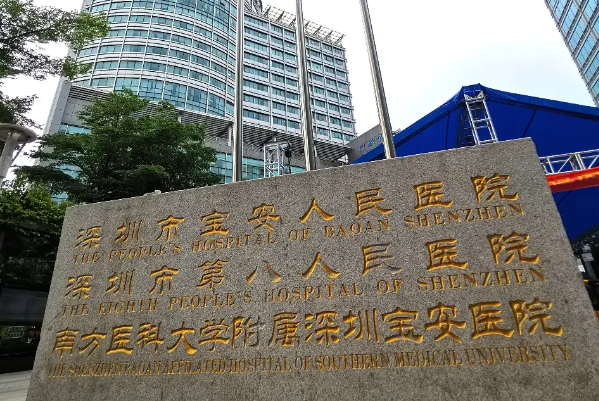 深圳市宝安人民医院
THE PEOPLE'S HOSPITAL OF BAOAN SHENZHEN
深圳市第八人民医院
THE EIGHTH PEOPLE'S HOSPITAL OF SHENZHEN
南方医科大学附属深圳宝安医院
THE SHENZHEN BAOAN AFFILIATED HOSPITAL OF SOUTHERN MEDICAL UNIVERSITY